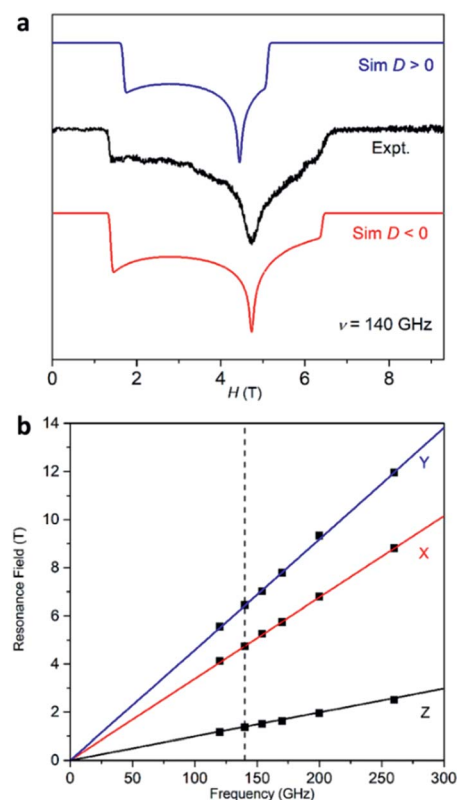 a
Sim D > 0
Expt.
Sim D < 0
ν = 140 GHz
0 2 4 6 8
H (T)
b
14
12
10
8
6
4
2
0
Resonance Field (T)
Y
X
Z
0 50 100 150 200 250 300
Frequency (GHz)